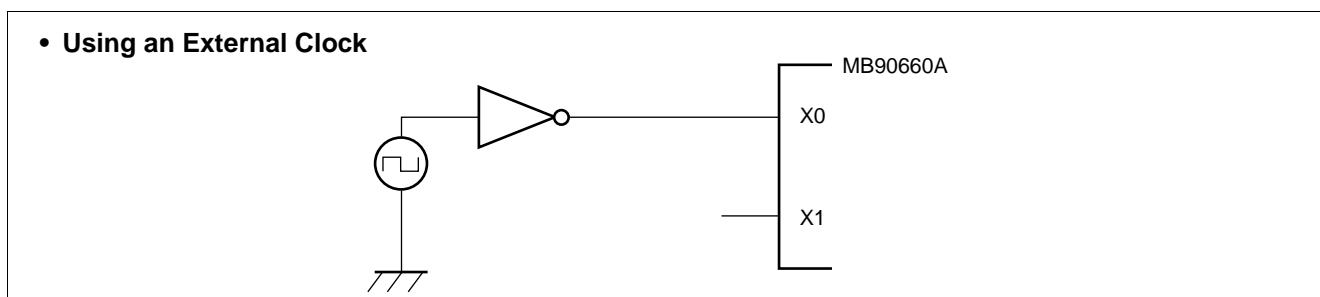 • Using an External Clock
MB90660A
X0
X1